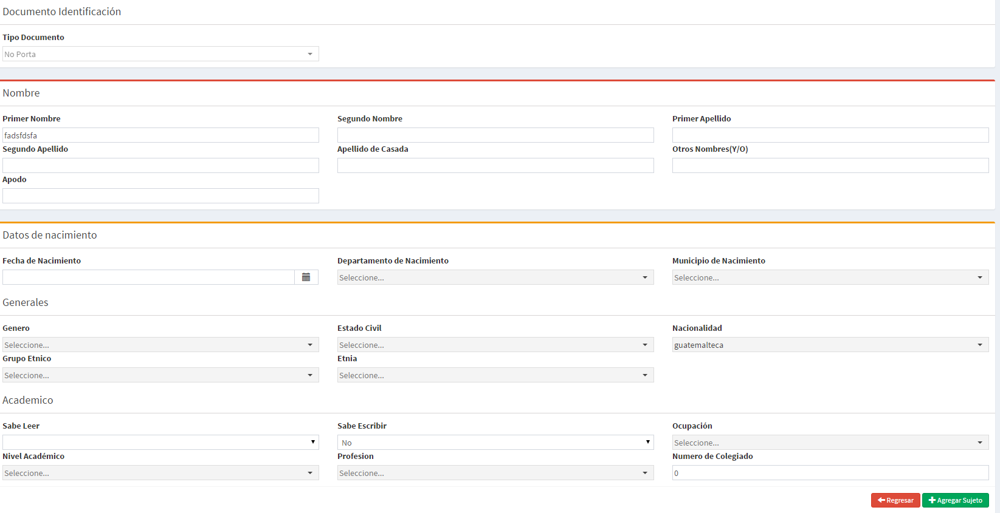 Documento Identificación
Tipo Documento
No Porta
Nombre
Primer Nombre Segundo Nombre Primer Apellido
fadsfdsfa
Segundo Apellido Apellido de Casada Otros Nombres(Y/O)
Apodo
Datos de nacimiento
Fecha de Nacimiento Departamento de Nacimiento Municipio de Nacimiento
Seleccione... Seleccione...
Generales
Genero Estado Civil Nacionalidad
Seleccione... Seleccione... guatemalteca
Grupo Etnico Etnia
Seleccione... Seleccione...
Academico
Sabe Leer Sabe Escribir Ocupación
No Seleccione...
Nivel Académico Profesion Numero de Colegiado
Seleccione... Seleccione... 0
Regresar Agregar Sujeto